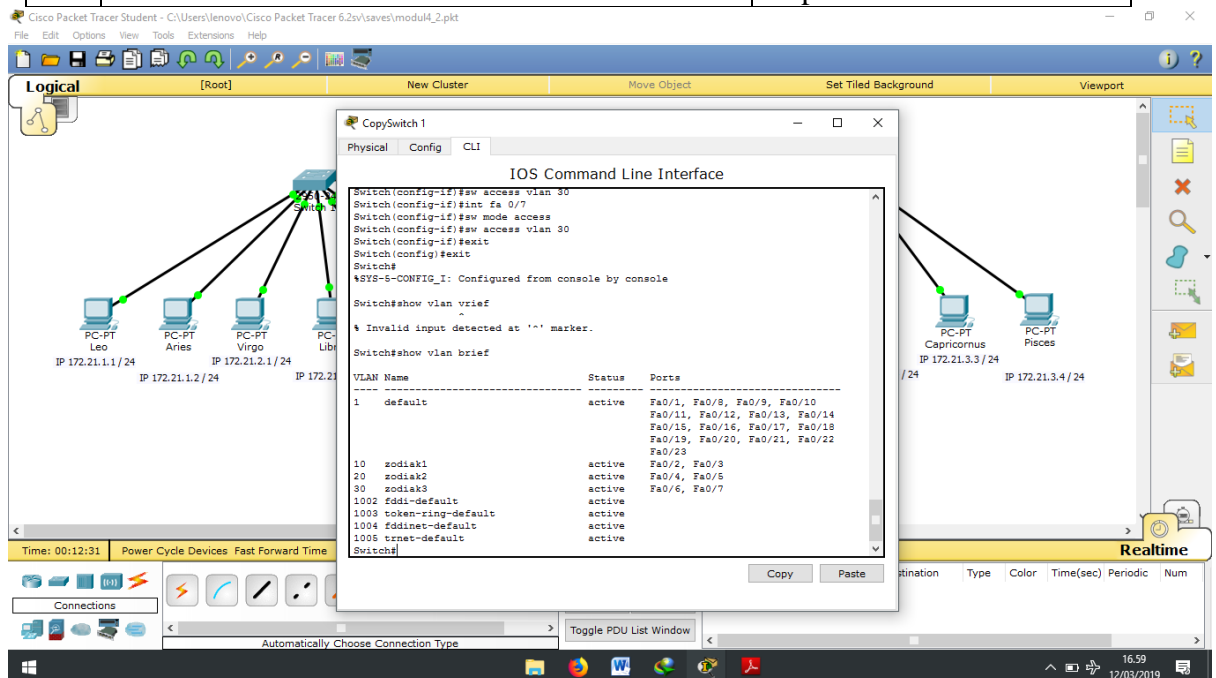 Cisco Packet Tracer Student - C:\Users\lenovo\Cisco Packet Tracer 6.2sv\saves\modul4_2.pkt
File Edit Options View Tools Extensions Help
Logical [Root] New Cluster Move Object Set Tiled Background Viewport
CopySwitch 1
Physical Config CLI
IOS Command Line Interface
Switch(config-if)#sw access vlan 30
Switch(config-if)#int fa 0/7
Switch(config-if)#sw mode access
Switch(config-if)#sw access vlan 30
Switch(config-if)#exit
Switch(config)#exit
Switch#
%SYS-5-CONFIG_I: Configured from console by console
Switch#show vlan vrief
^
% Invalid input detected at '^' marker.
Switch#show vlan brief
VLAN Name Status Ports
---- -------------------------------- --------- -------------------------------
1 default active Fa0/1, Fa0/8, Fa0/9, Fa0/10
Fa0/11, Fa0/12, Fa0/13, Fa0/14
Fa0/15, Fa0/16, Fa0/17, Fa0/18
Fa0/19, Fa0/20, Fa0/21, Fa0/22
Fa0/23
10 zodiak1 active Fa0/2, Fa0/3
20 zodiak2 active Fa0/4, Fa0/5
30 zodiak3 active Fa0/6, Fa0/7
1002 fddi-default active
1003 token-ring-default active
1004 fddinet-default active
1005 trnet-default active
Switch#
Copy Paste
Switch
PC-PT
Leo
IP 172.21.1.1 / 24
PC-PT
Aries
IP 172.21.1.2 / 24
PC-PT
Virgo
IP 172.21.2.1 / 24
PC-
Libr
IP 172.21
PC-PT
Capricornus
IP 172.21.3.3 / 24
/ 24
PC-PT
Pisces
IP 172.21.3.4 / 24
Time: 00:12:31 Power Cycle Devices Fast Forward Time Realtime
Connections
Automatically Choose Connection Type
Toggle PDU List Window
stination Type Color Time(sec) Periodic Num
16.59
12/03/2019